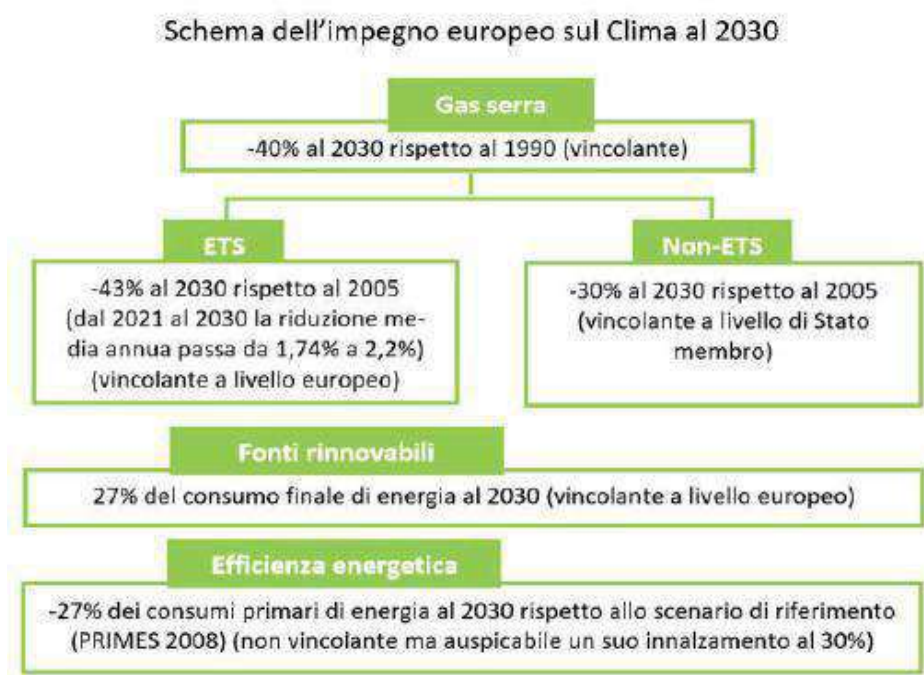 Schema dell'impegno europeo sul Clima al 2030
Gas serra
-40% al 2030 rispetto al 1990 (vincolante)
ETS
-43% al 2030 rispetto al 2005
(dal 2021 al 2030 la riduzione me-
dia annua passa da 1,74% a 2,2%)
(vincolante a livello europeo)
Non-ETS
-30% al 2030 rispetto al 2005
(vincolante a livello di Stato
membro)
Fonti rinnovabili
27% del consumo finale di energia al 2030 (vincolante a livello europeo)
Efficienza energetica
-27% dei consumi primari di energia al 2030 rispetto allo scenario di riferimento
(PRIMES 2008) (non vincolante ma auspicabile un suo innalzamento al 30%)